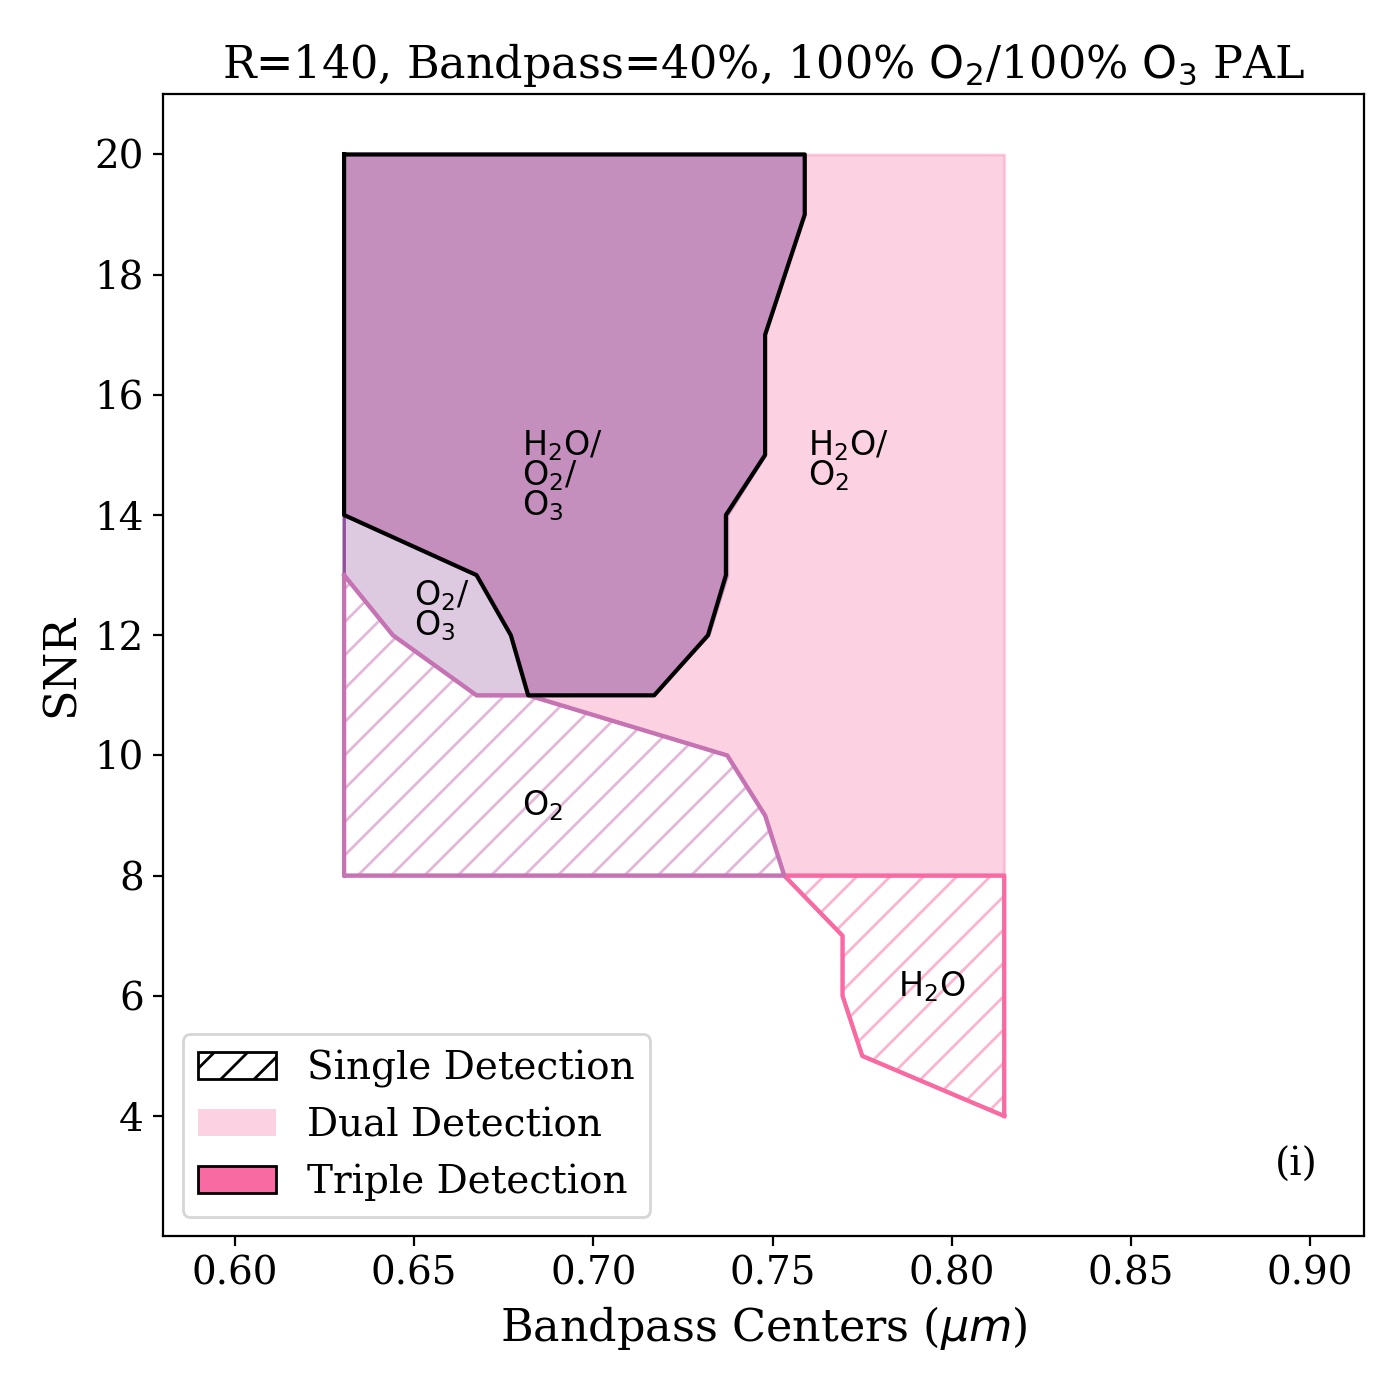 R=140, Bandpass=40%, 100% O₂/100% O₃ PAL
20
18
16
14
12
10
8
6
4
SNR
H₂O/
O₂/
O₃
H₂O/
O₂
O₂/
O₃
O₂
H₂O
Single Detection
Dual Detection
Triple Detection
(i)
0.60 0.65 0.70 0.75 0.80 0.85 0.90
Bandpass Centers (μm)